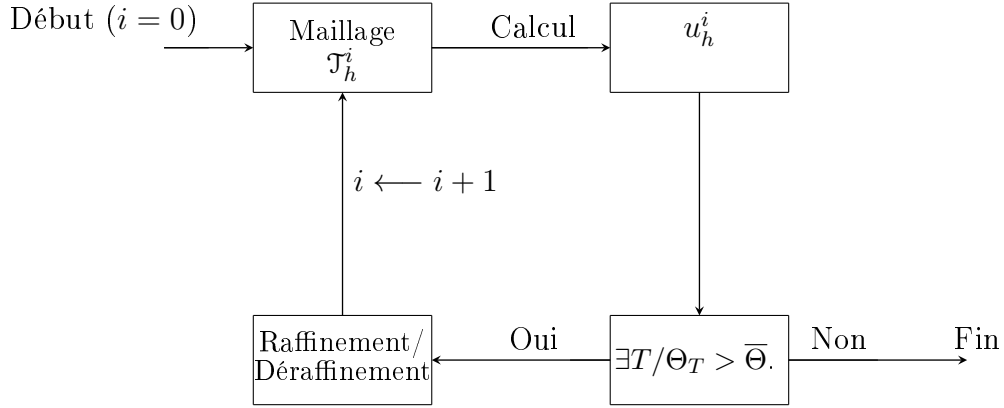 Début (i = 0)
Maillage
𝒯_h^i
Calcul
u_h^i
i ⟵ i + 1
Raffinement/
Déraffinement
Oui
∃T/Θ_T > Θ̅.
Non
Fin